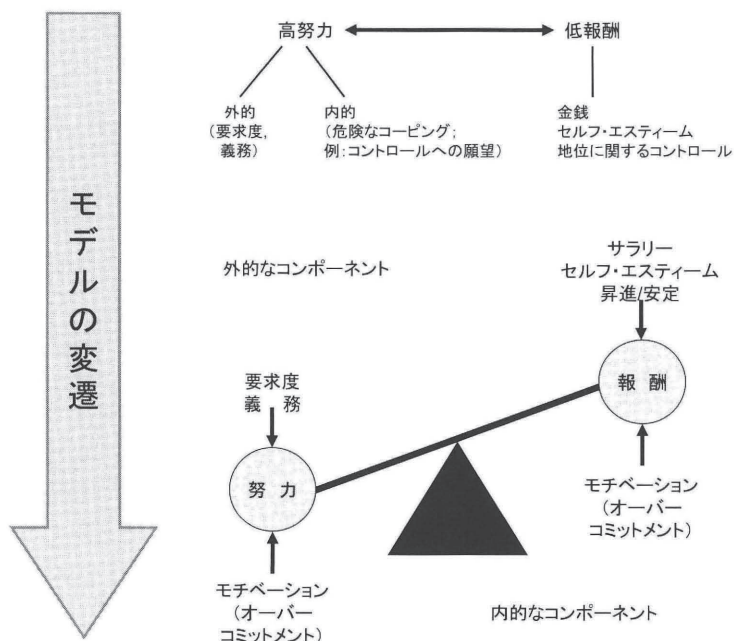 モデルの変遷
高努力
低報酬
外的
(要求度,
義務)
内的
(危険なコーピング;
例:コントロールへの願望)
金銭
セルフ・エスティーム
地位に関するコントロール
外的なコンポーネント
サラリー
セルフ・エスティーム
昇進/安定
報 酬
要求度
義 務
努 力
モチベーション
(オーバー
コミットメント)
モチベーション
(オーバー
コミットメント)
内的なコンポーネント